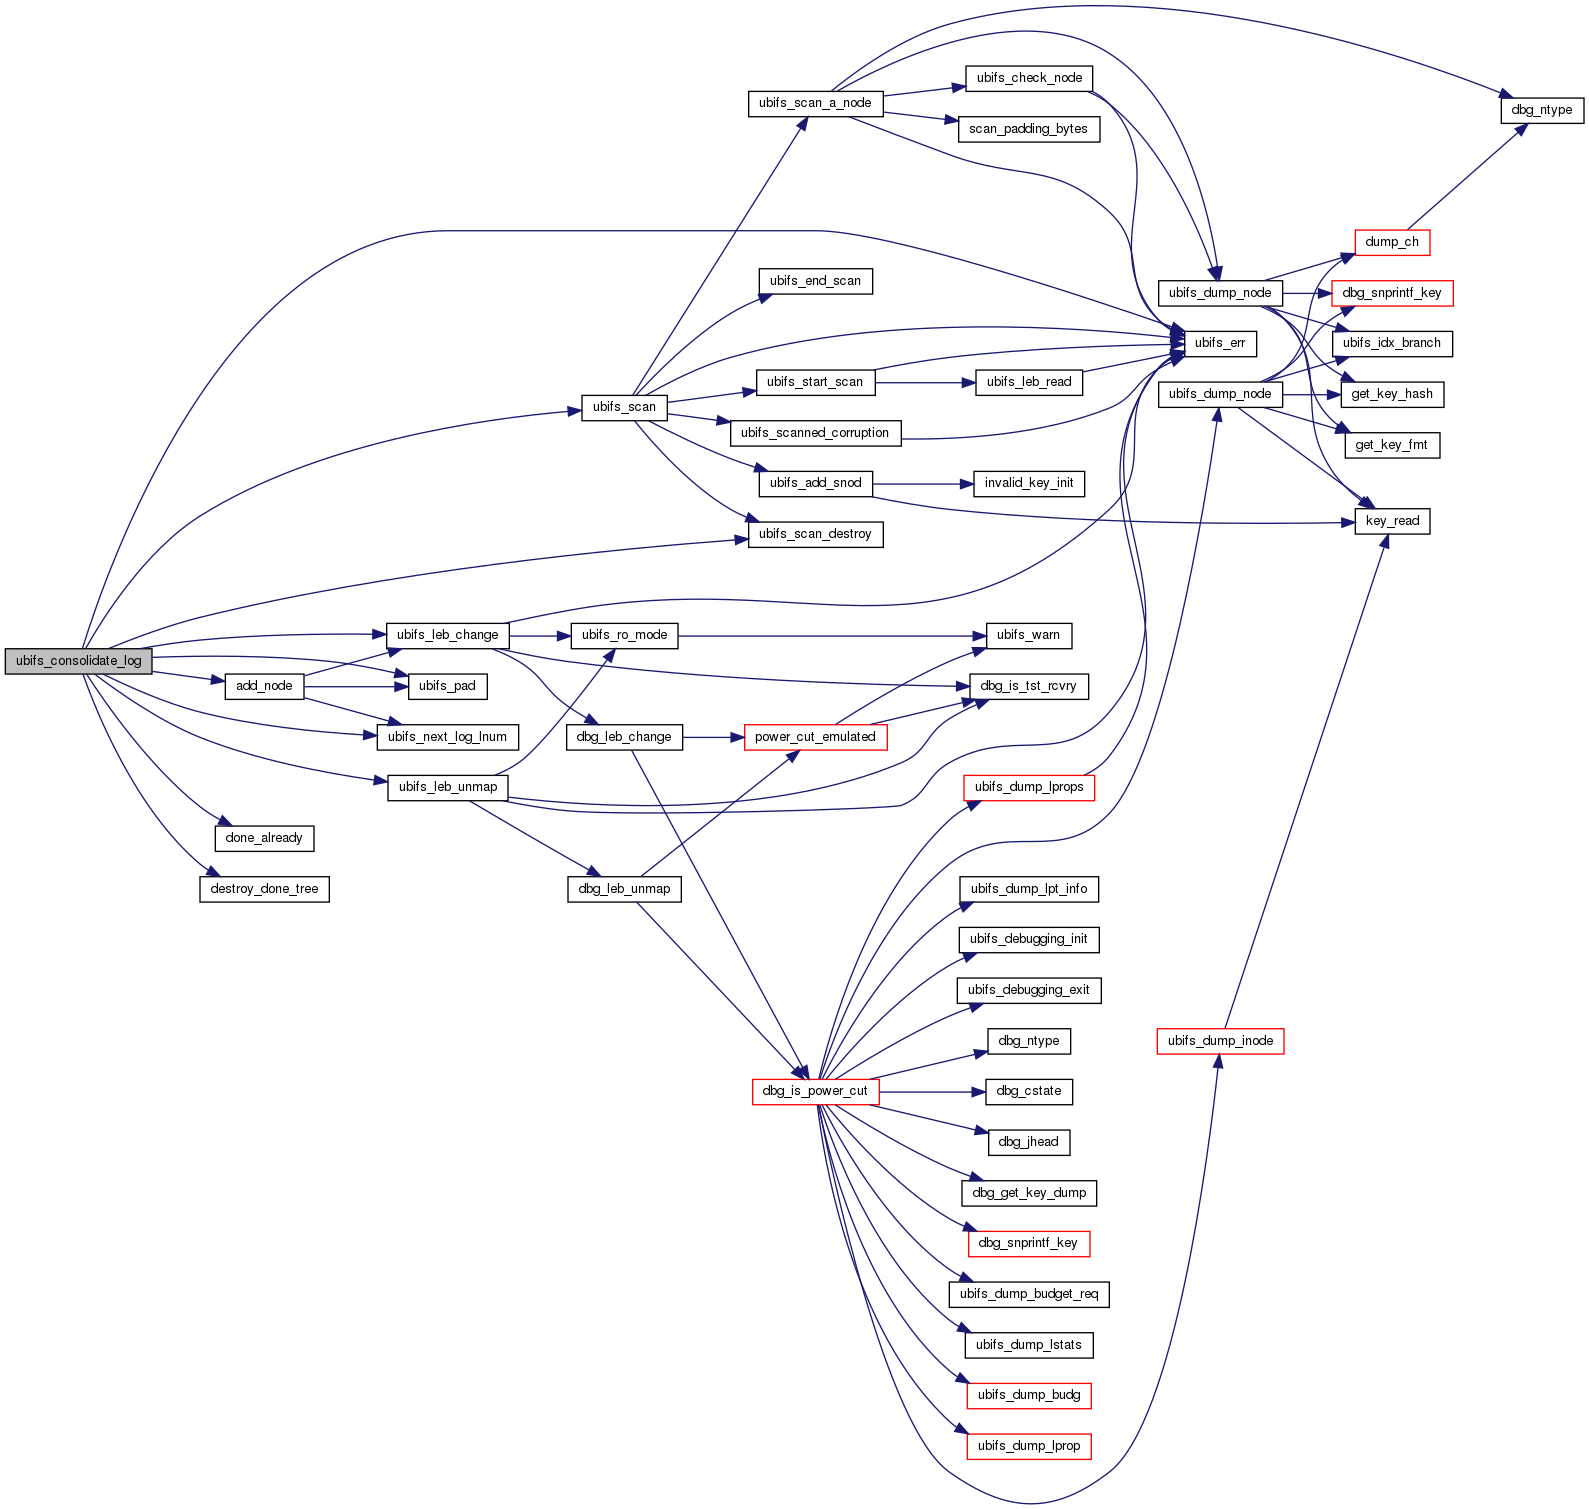 ubifs_check_node
ubifs_scan_a_node
dbg_ntype
scan_padding_bytes
dump_ch
ubifs_end_scan
ubifs_dump_node
dbg_snprintf_key
ubifs_err
ubifs_idx_branch
ubifs_start_scan
ubifs_leb_read
ubifs_dump_node
get_key_hash
ubifs_scan
ubifs_scanned_corruption
get_key_fmt
ubifs_add_snod
invalid_key_init
key_read
ubifs_scan_destroy
ubifs_leb_change
ubifs_ro_mode
ubifs_warn
ubifs_consolidate_log
add_node
ubifs_pad
dbg_is_tst_rcvry
ubifs_next_log_lnum
dbg_leb_change
power_cut_emulated
ubifs_leb_unmap
ubifs_dump_lprops
done_already
destroy_done_tree
dbg_leb_unmap
ubifs_dump_lpt_info
ubifs_debugging_init
ubifs_debugging_exit
dbg_ntype
ubifs_dump_inode
dbg_is_power_cut
dbg_cstate
dbg_jhead
dbg_get_key_dump
dbg_snprintf_key
ubifs_dump_budget_req
ubifs_dump_lstats
ubifs_dump_budg
ubifs_dump_lprop